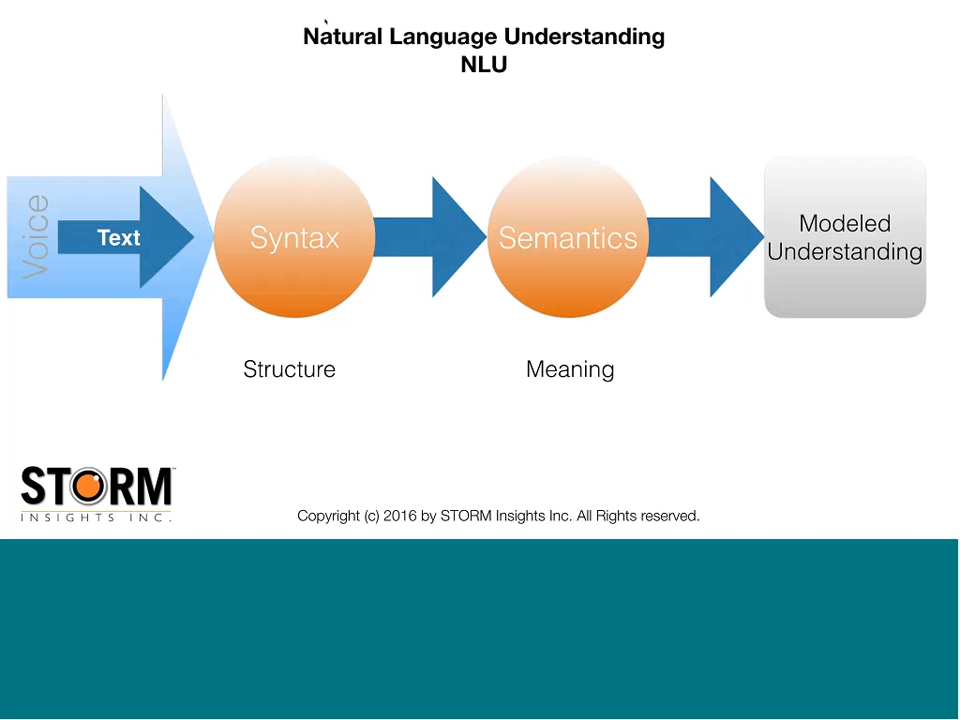 Natural Language Understanding
NLU
Voice
Text
Syntax
Semantics
Modeled
Understanding
Structure
Meaning
STORM
INSIGHTS INC.
Copyright (c) 2016 by STORM Insights Inc. All Rights reserved.